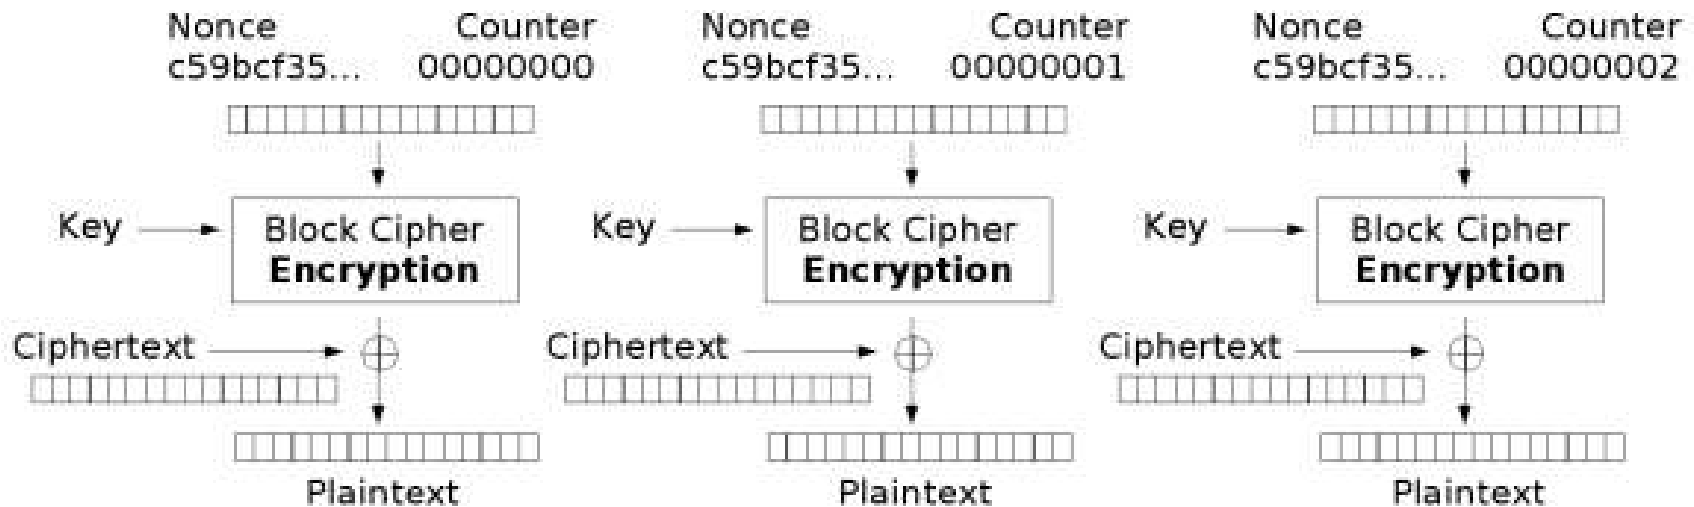 Nonce Counter Nonce Counter Nonce Counter
c59bcf35... 00000000 c59bcf35... 00000001 c59bcf35... 00000002
Key Block Cipher Key Block Cipher Key Block Cipher
Encryption Encryption Encryption
Ciphertext Ciphertext Ciphertext
Plaintext Plaintext Plaintext